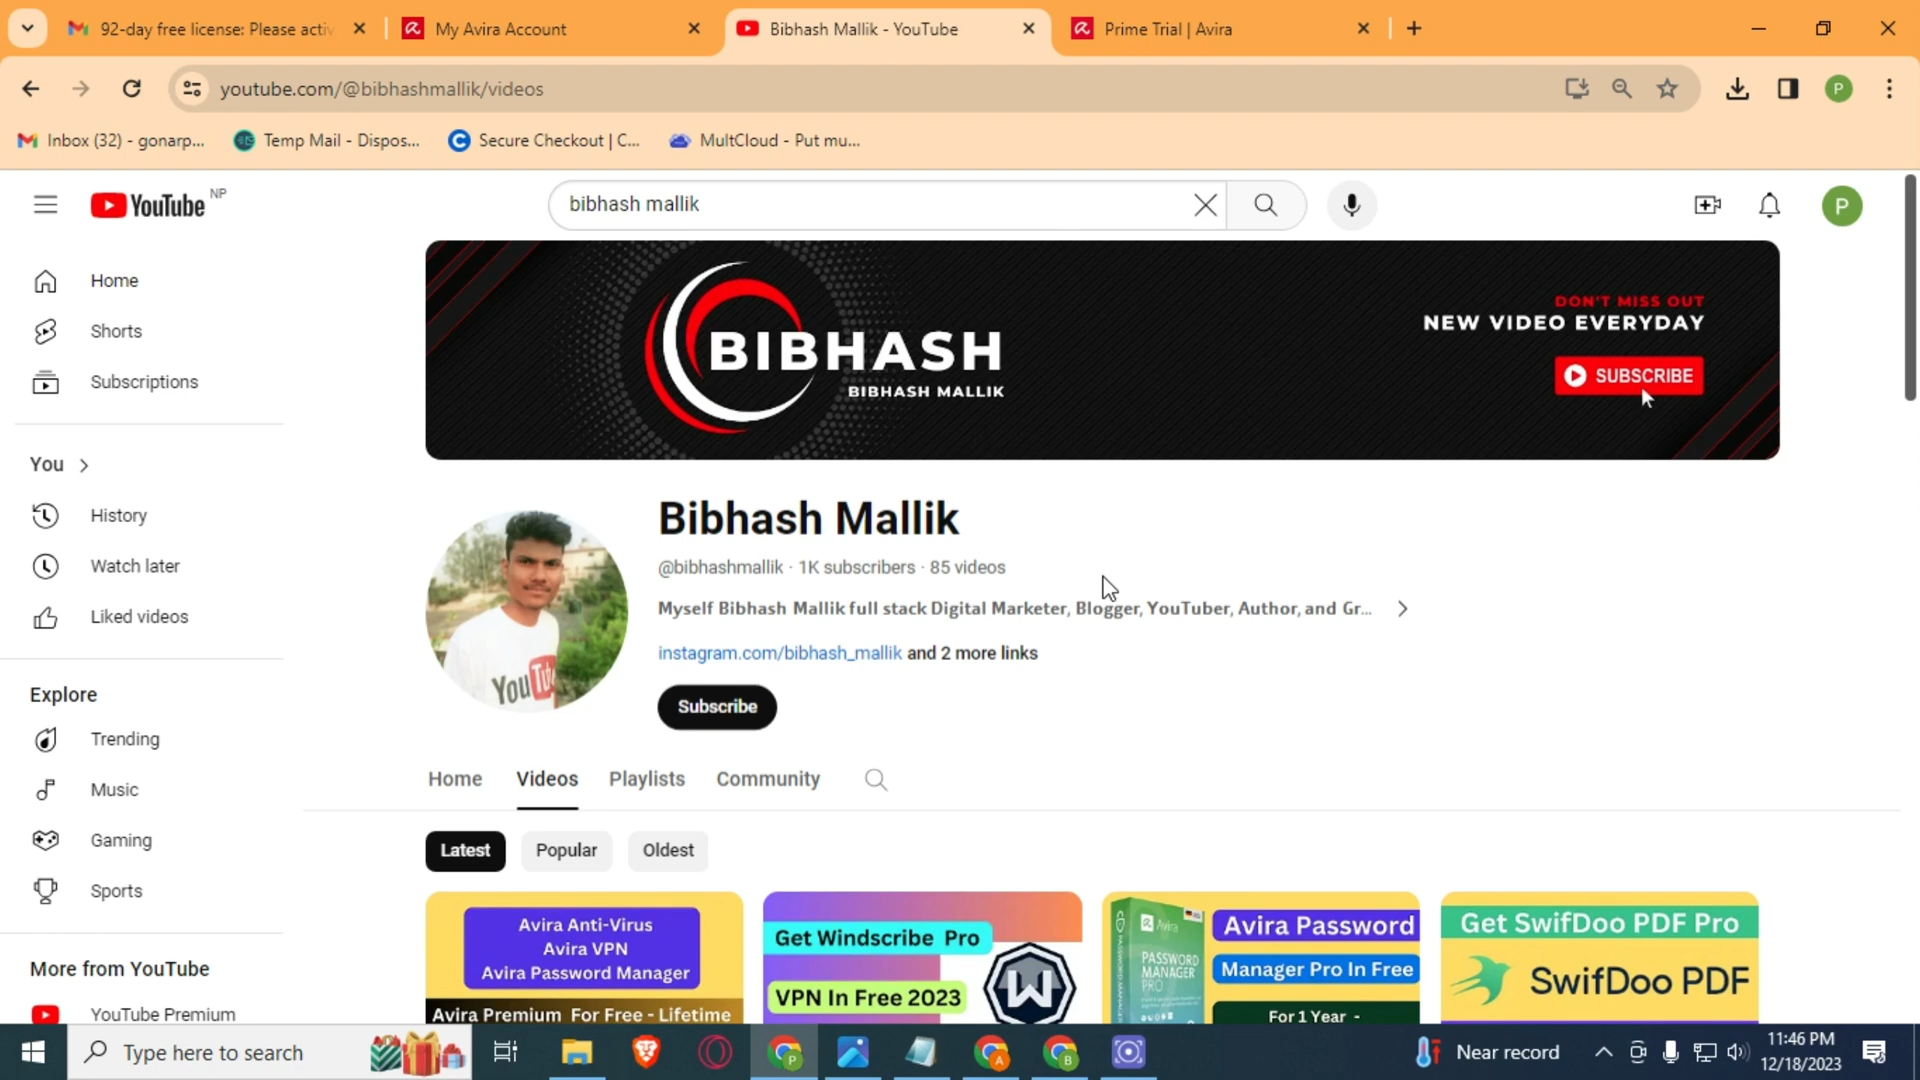 92-day free license: Please activ
My Avira Account
Bibhash Mallik - YouTube
Prime Trial | Avira
youtube.com/@bibhashmallik/videos
P
Inbox (32) - gonarp...
Temp Mail - Dispos...
Secure Checkout | C...
MultCloud - Put mu...
YouTube NP
bibhash mallik
P
Home
Shorts
Subscriptions
You
History
Watch later
Liked videos
Explore
Trending
Music
Gaming
Sports
More from YouTube
YouTube Premium
BIBHASH
BIBHASH MALLIK
DON'T MISS OUT
NEW VIDEO EVERYDAY
SUBSCRIBE
Bibhash Mallik
@bibhashmallik · 1K subscribers · 85 videos
Myself Bibhash Mallik full stack Digital Marketer, Blogger, YouTuber, Author, and Gr...
instagram.com/bibhash_mallik and 2 more links
Subscribe
YouTu
Home Videos Playlists Community
Latest Popular Oldest
Avira Anti-Virus
Avira VPN
Avira Password Manager
Avira Premium For Free - Lifetime
Get Windscribe Pro
VPN In Free 2023
Avira
PASSWORD
MANAGER
PRO
Avira Password
Manager Pro In Free
For 1 Year -
Get SwifDoo PDF Pro
SwifDoo PDF
Type here to search
P
A
B
Near record
11:46 PM
12/18/2023